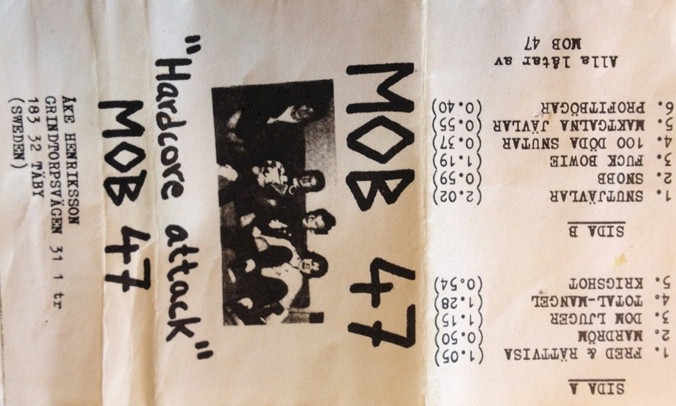 MOB 47
"Hardcore attack"
MOB 47
ÅKE HENRIKSSON
GRINDTORPSVÄGEN 31 1 tr
183 32 TÄBY
(SWEDEN)
SIDA A
1. FRED & RÄTTVISA (1.05)
2. MARDRÖM (0.50)
3. DOM LJUGER (1.15)
4. TOTAL-MANGEL (1.28)
5. KRIGSHOT (0.54)
SIDA B
1. SNUTJÄVLAR (2.02)
2. SNOBB (0.59)
3. FUCK BOWIE (1.19)
4. 100 DÖDA SNUTAR (0.37)
5. MAKTGALNA JÄVLAR (0.55)
6. PROFITBÖGAR (0.40)
Alla låtar av
MOB 47